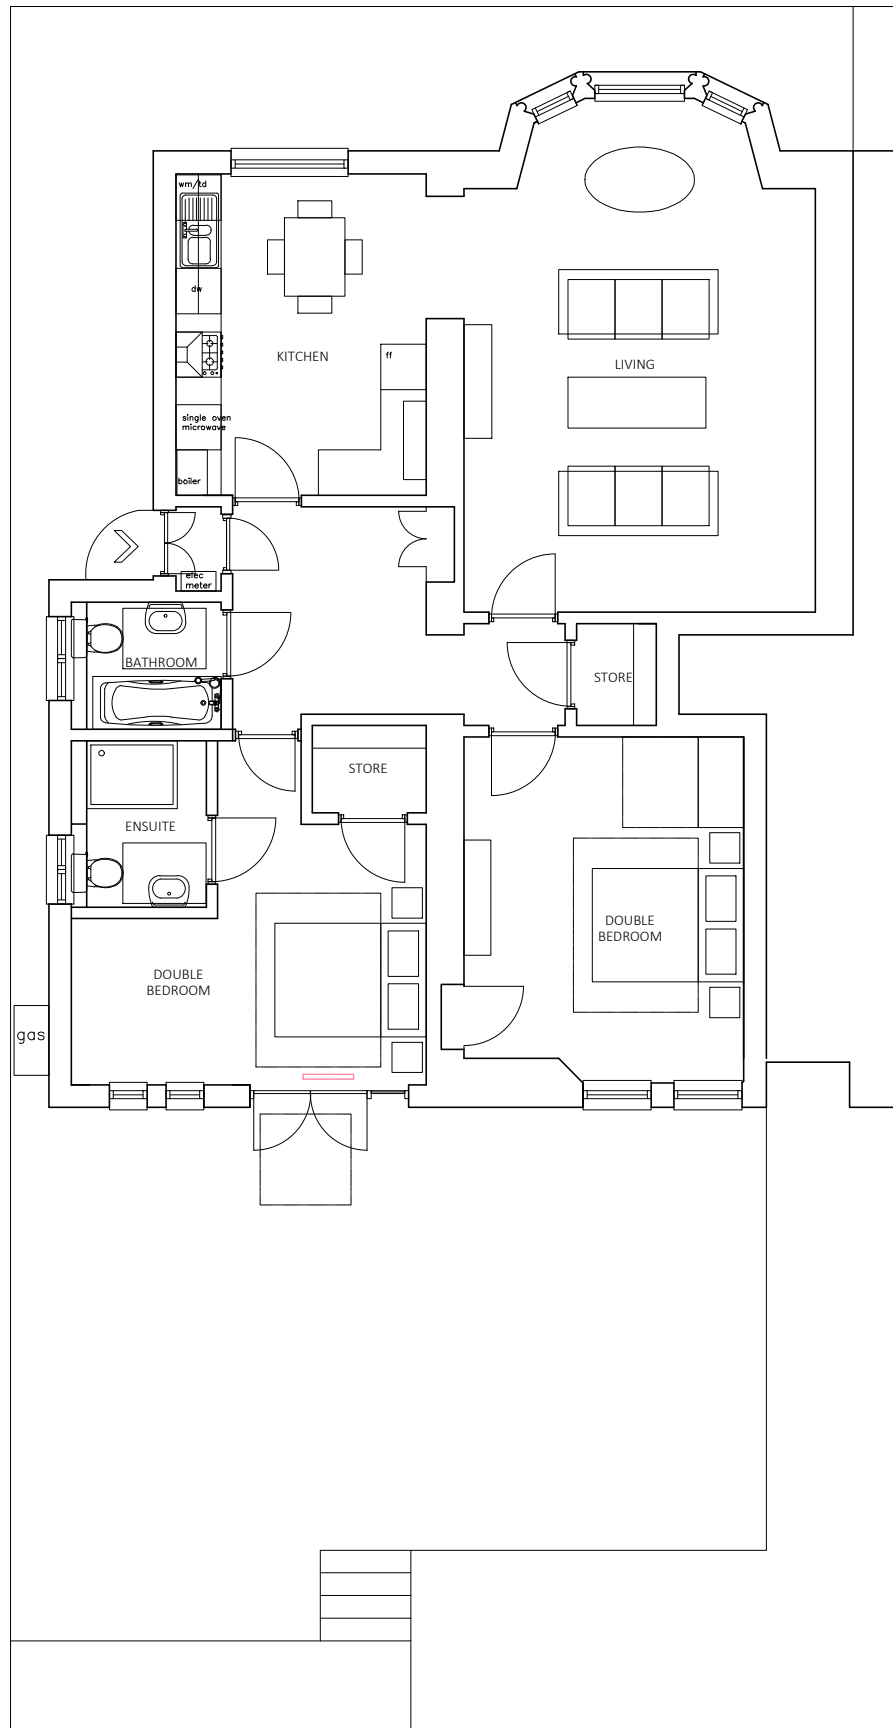 wm/td
dw
KITCHEN
ff
LIVING
single oven
microwave
boiler
elec
meter
BATHROOM
STORE
STORE
ENSUITE
DOUBLE
BEDROOM
DOUBLE
BEDROOM
gas